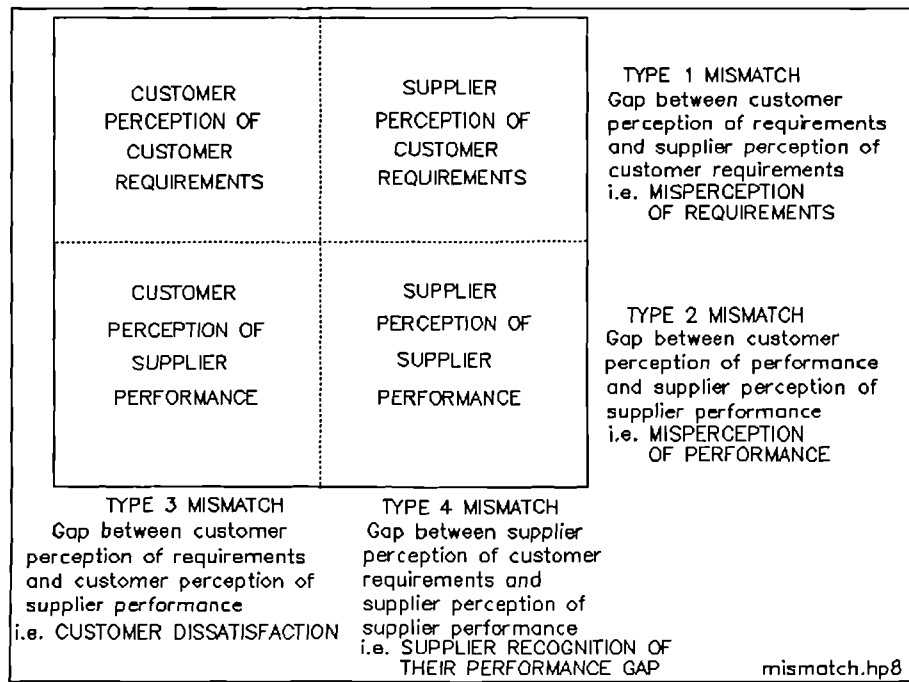 CUSTOMER
PERCEPTION OF
CUSTOMER
REQUIREMENTS
SUPPLIER
PERCEPTION OF
CUSTOMER
REQUIREMENTS
TYPE 1 MISMATCH
Gap between customer
perception of requirements
and supplier perception of
customer requirements
i.e. MISPERCEPTION
OF REQUIREMENTS
CUSTOMER
PERCEPTION OF
SUPPLIER
PERFORMANCE
SUPPLIER
PERCEPTION OF
SUPPLIER
PERFORMANCE
TYPE 2 MISMATCH
Gap between customer
perception of performance
and supplier perception of
supplier performance
i.e. MISPERCEPTION
OF PERFORMANCE
TYPE 3 MISMATCH
Gap between customer
perception of requirements
and customer perception of
supplier performance
i.e. CUSTOMER DISSATISFACTION
TYPE 4 MISMATCH
Gap between supplier
perception of customer
requirements and
supplier perception of
supplier performance
i.e. SUPPLIER RECOGNITION OF
THEIR PERFORMANCE GAP
mismatch.hp8